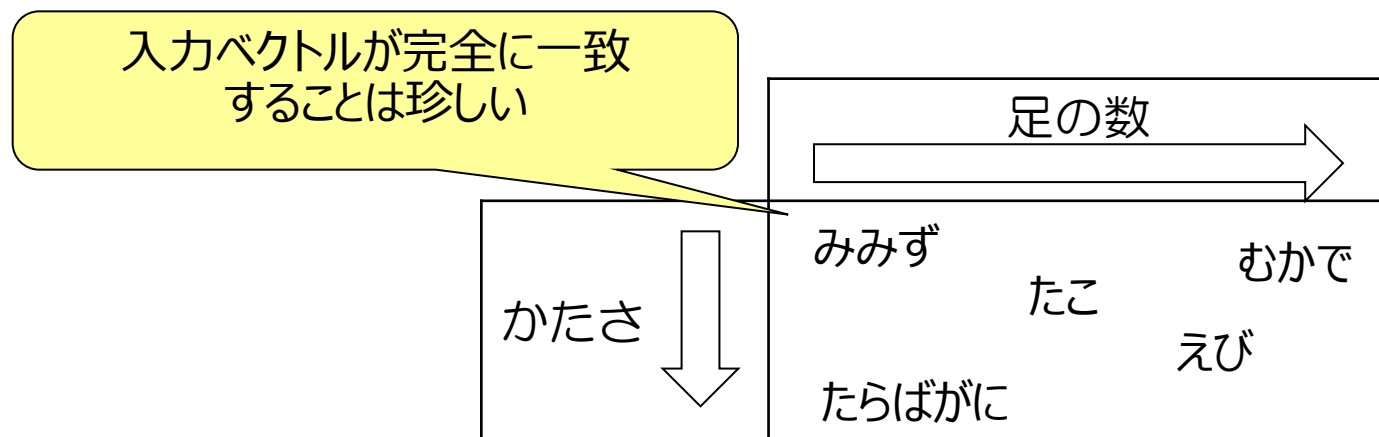 入力ベクトルが完全に一致
することは珍しい
足の数
かたさ
みみず
むかで
たこ
えび
たらばがに